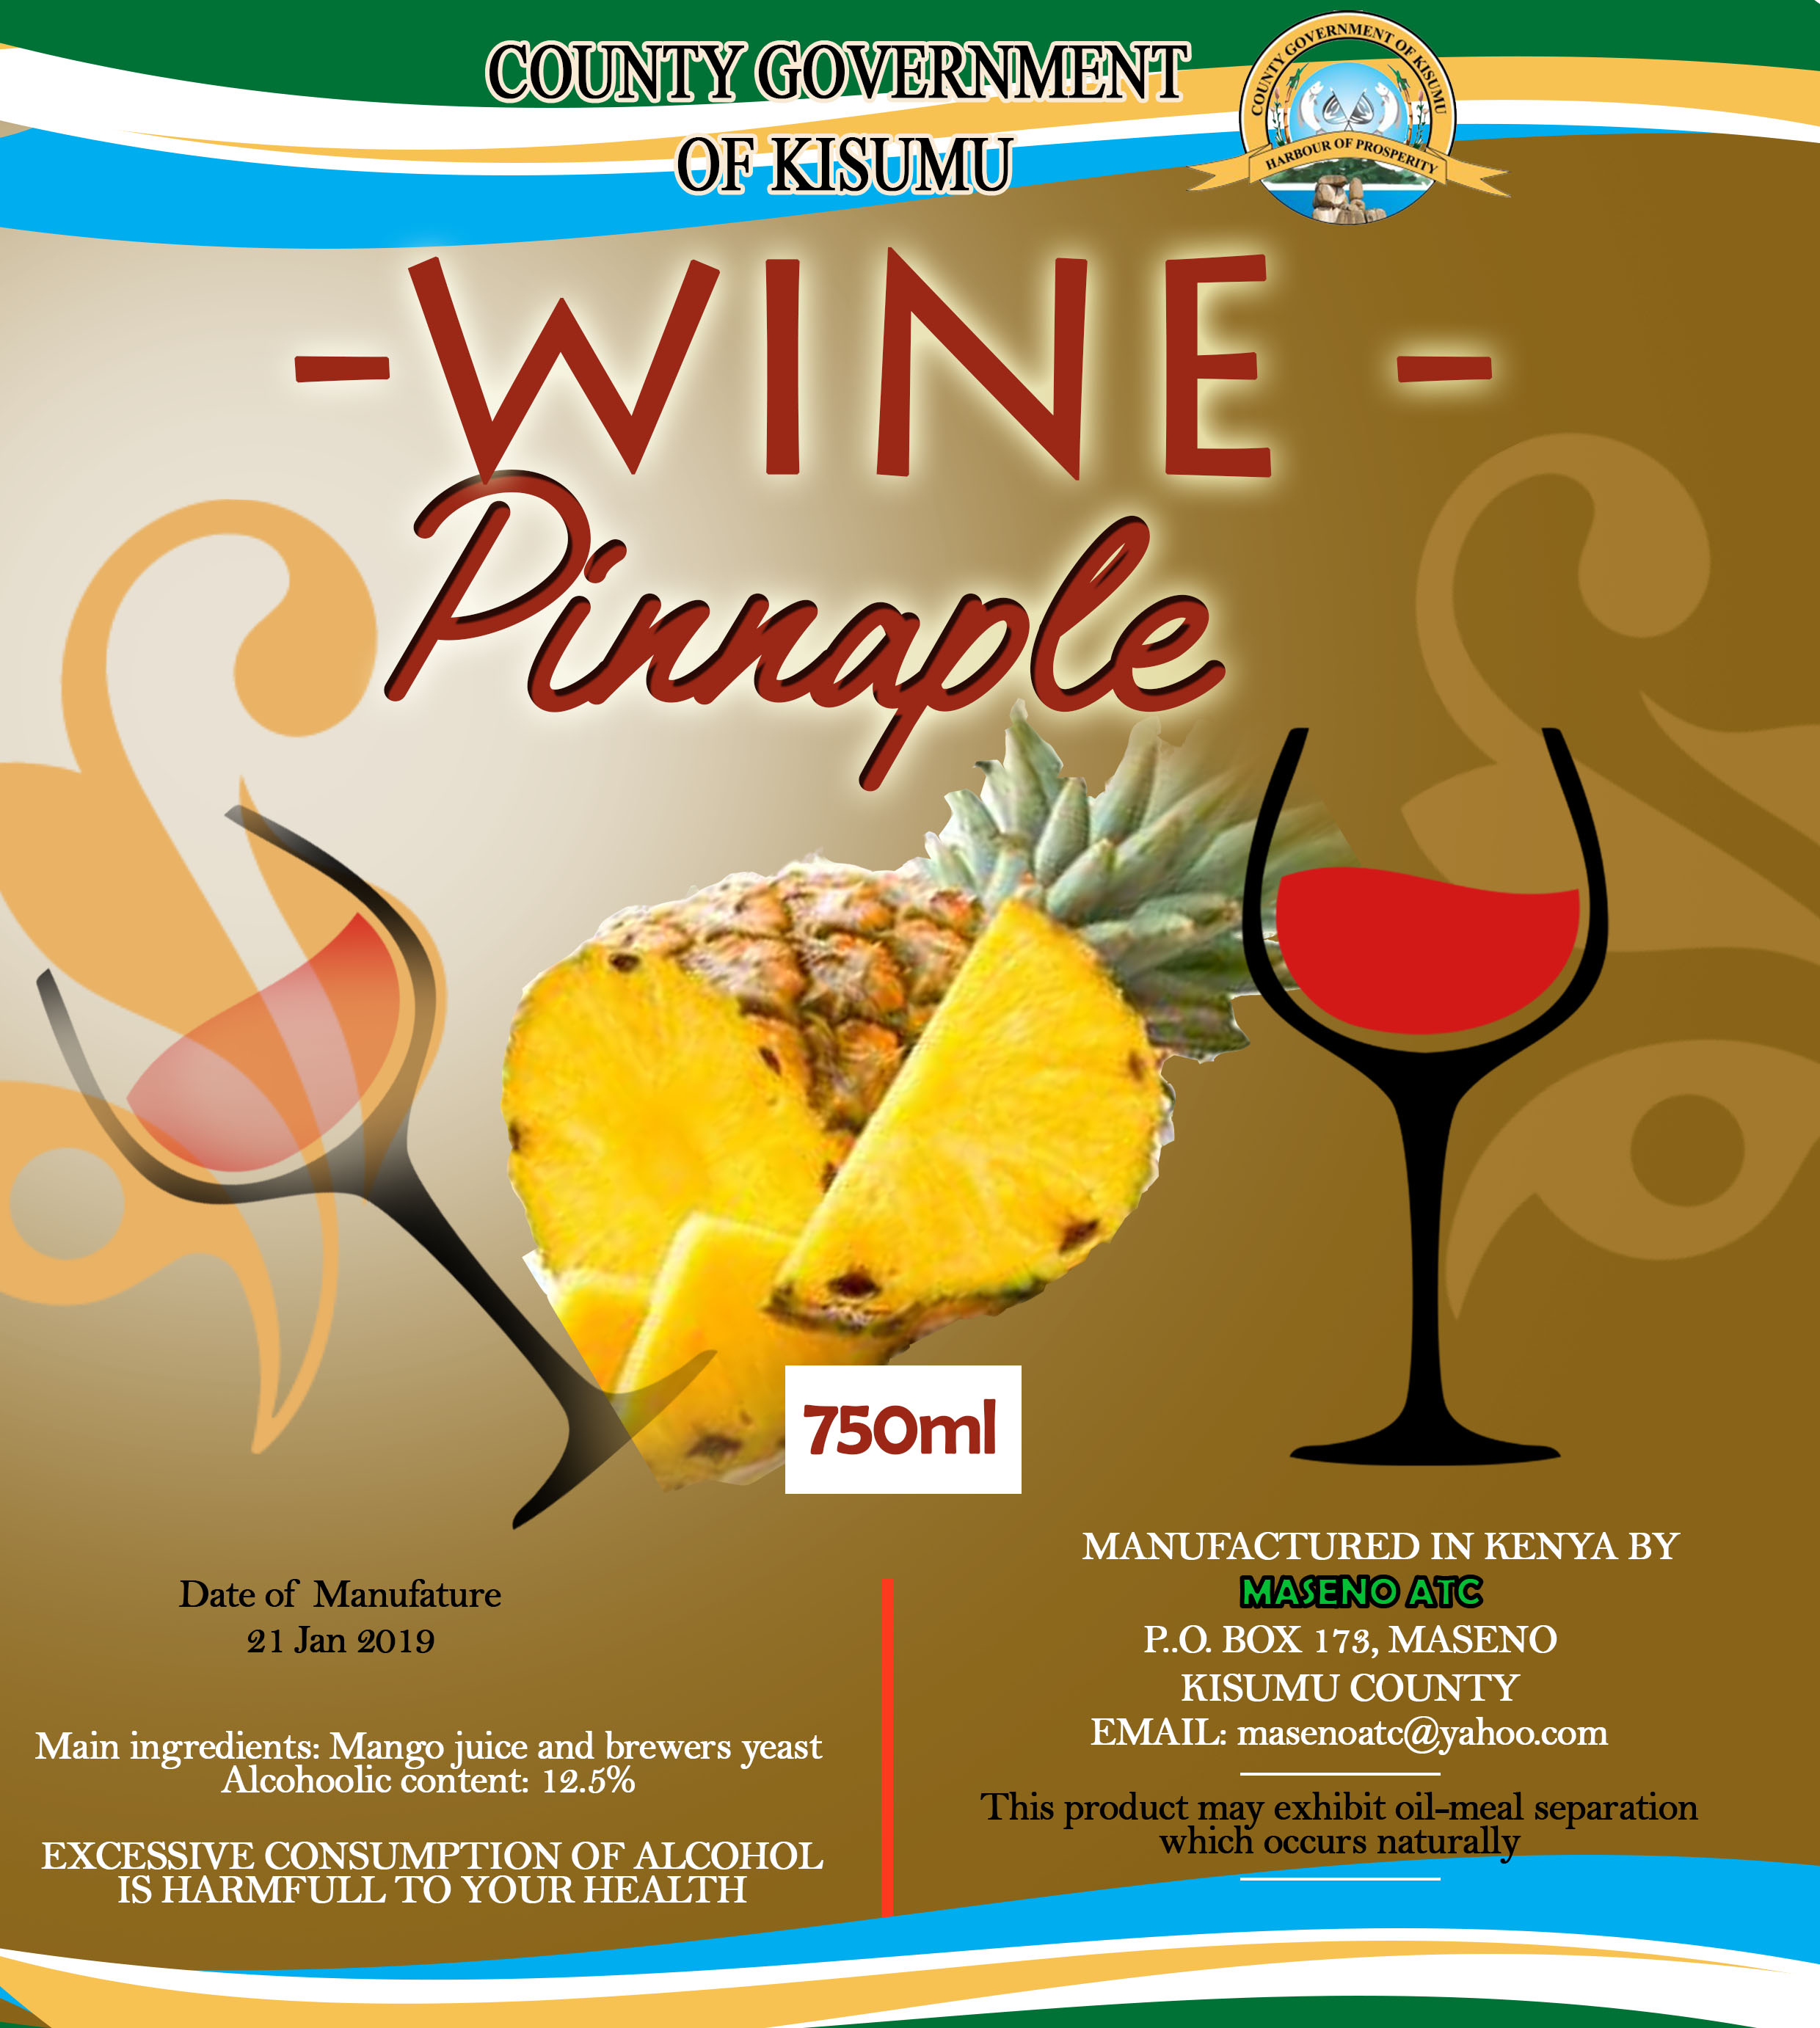 COUNTY GOVERNMENT
OF KISUMU
COUNTY GOVERNMENT OF KISUMU
HARBOUR OF PROSPERITY
-WINE -
Pinnaple
750ml
Date of Manufature
21 Jan 2019
Main ingredients: Mango juice and brewers yeast
Alcohoolic content: 12.5%
EXCESSIVE CONSUMPTION OF ALCOHOL
IS HARMFULL TO YOUR HEALTH
MANUFACTURED IN KENYA BY
MASENO ATC
P..O. BOX 173, MASENO
KISUMU COUNTY
EMAIL: masenoatc@yahoo.com
This product may exhibit oil-meal separation
which occurs naturally